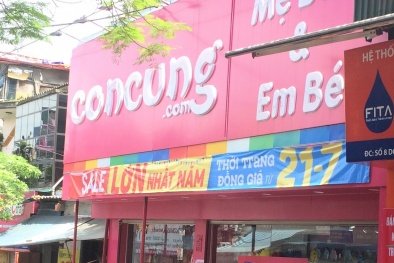 concung
.com
Mẹ B
&
Em Bé
SALE LỚN NHẤT NĂM
THỜI TRANG
ĐỒNG GIÁ TỪ
21-7
HỆ THỐ
FITA
ĐC: SỐ 8 D